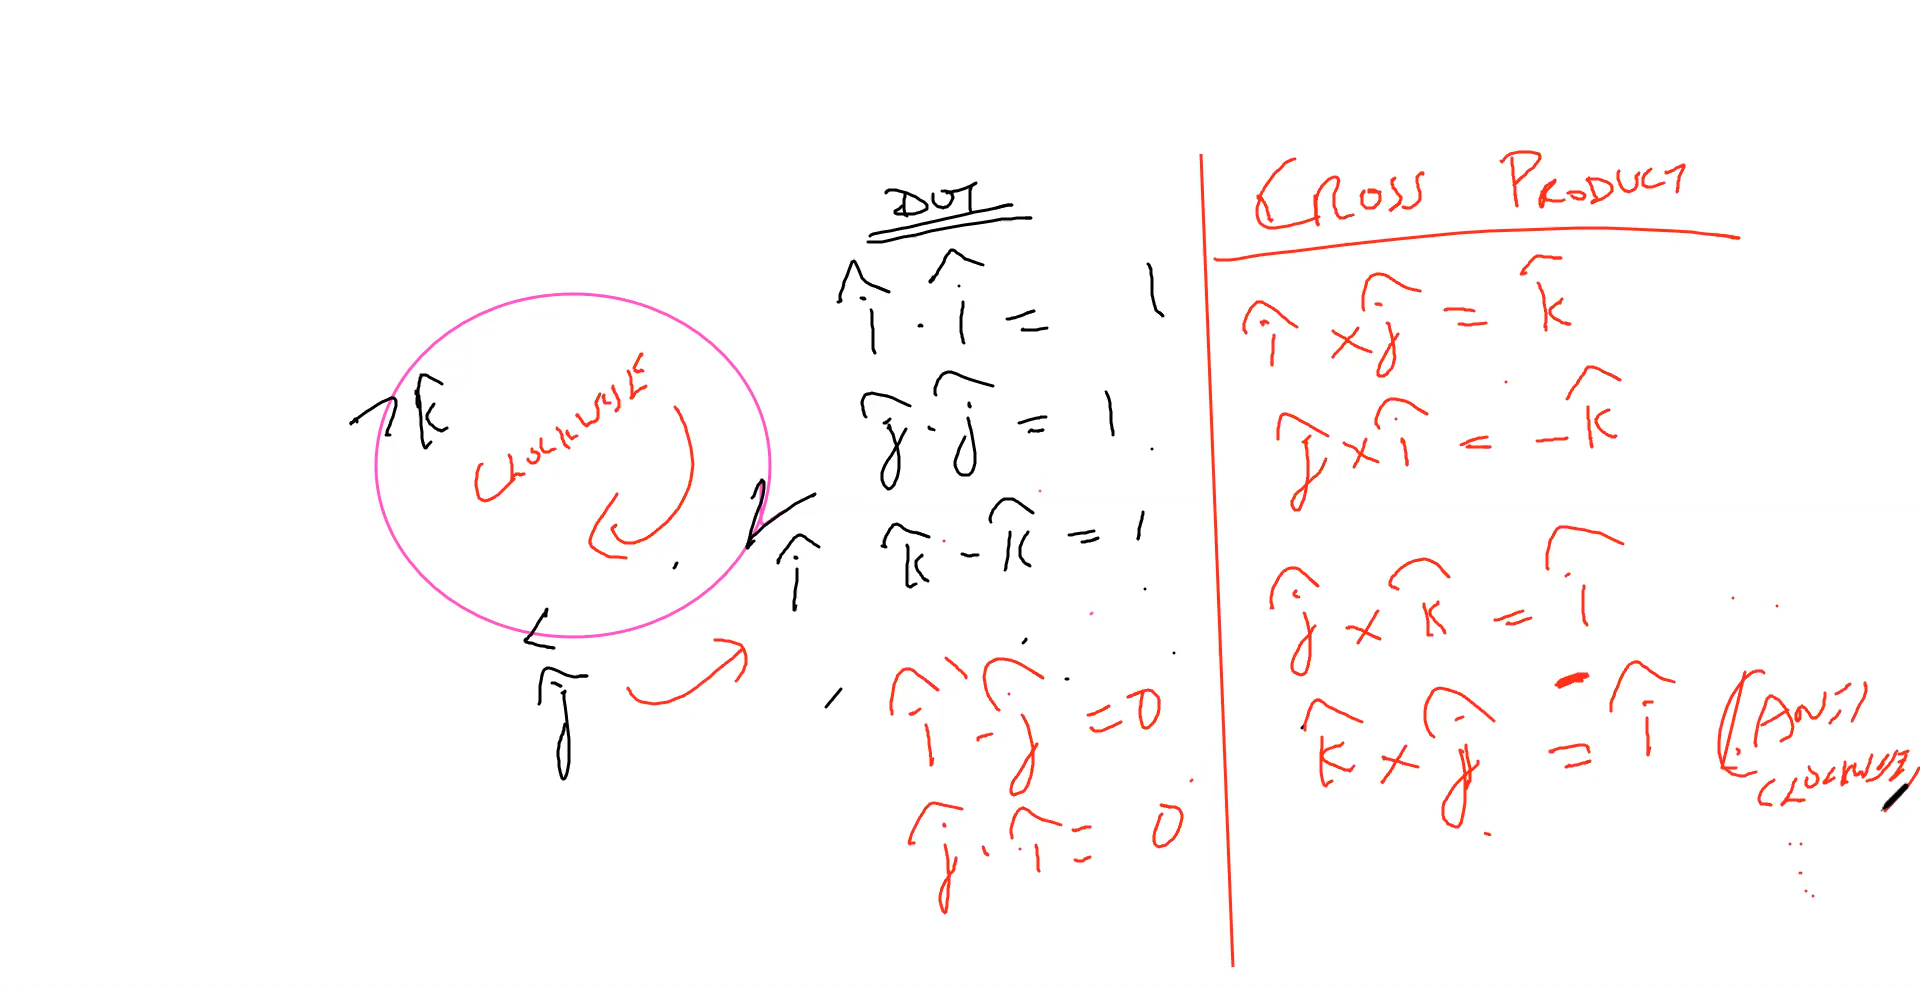 DOT
î . î = 1
ĵ . ĵ = 1
k̂ - k̂ = 1
î - ĵ = 0
ĵ . î = 0
CROSS PRODUCT
î × ĵ = k̂
ĵ × î = -k̂
ĵ × k̂ = î
k̂ × ĵ = - î (ANTI
CLOCKWISE)
k̂
CLOCKWISE
î
ĵ